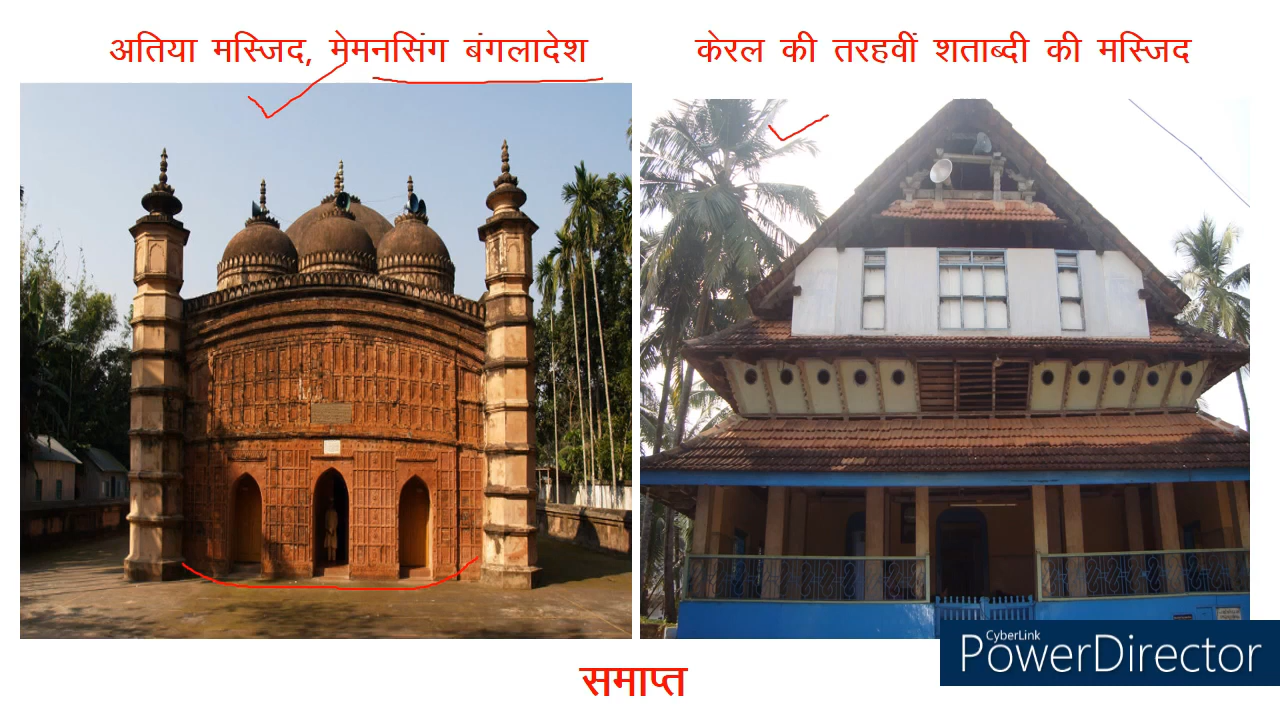 अतिया मस्जिद, मेमनसिंग बंगलादेश
केरल की तरहवीं शताब्दी की मस्जिद
समाप्त
CyberLink
PowerDirector